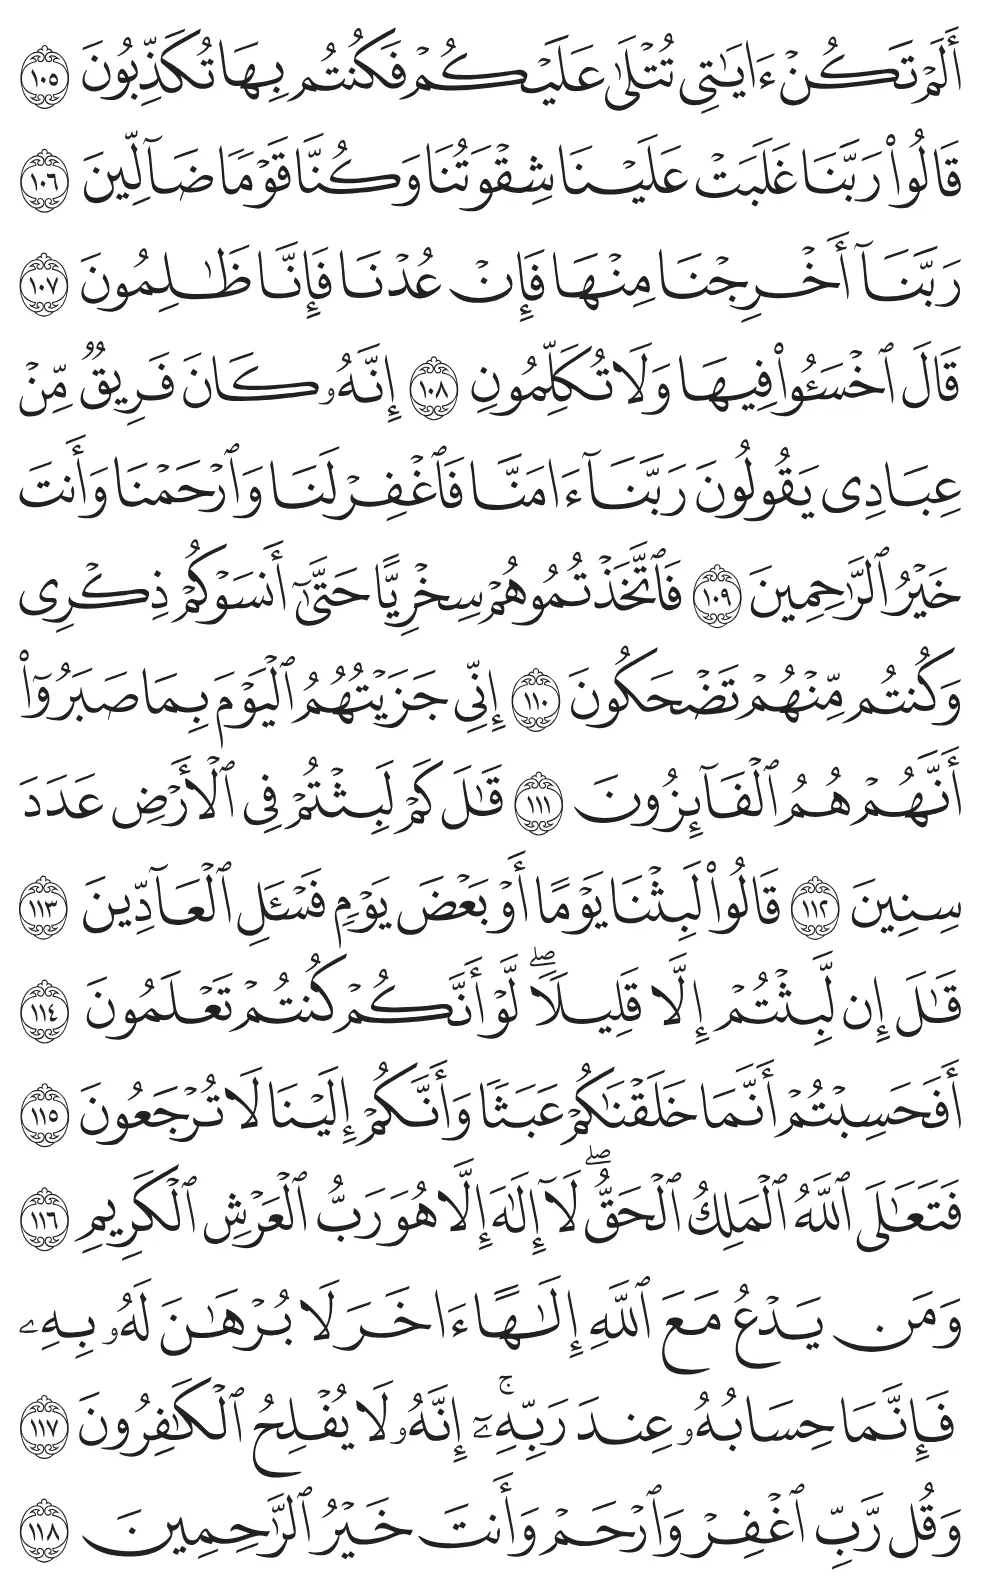 أَلَمْ تَكُنْ ءَايَٰتِى تُتْلَىٰ عَلَيْكُمْ فَكُنتُم بِهَا تُكَذِّبُونَ ١٠٥
قَالُوا۟ رَبَّنَا غَلَبَتْ عَلَيْنَا شِقْوَتُنَا وَكُنَّا قَوْمًا ضَآلِّينَ ١٠٦
رَبَّنَآ أَخْرِجْنَا مِنْهَا فَإِنْ عُدْنَا فَإِنَّا ظَٰلِمُونَ ١٠٧
قَالَ ٱخْسَـُٔوا۟ فِيهَا وَلَا تُكَلِّمُونِ ١٠٨ إِنَّهُۥ كَانَ فَرِيقٌ مِّنْ
عِبَادِى يَقُولُونَ رَبَّنَآ ءَامَنَّا فَٱغْفِرْ لَنَا وَٱرْحَمْنَا وَأَنتَ
خَيْرُ ٱلرَّٰحِمِينَ ١٠٩ فَٱتَّخَذْتُمُوهُمْ سِخْرِيًّا حَتَّىٰٓ أَنسَوْكُمْ ذِكْرِى
وَكُنتُم مِّنْهُمْ تَضْحَكُونَ ١١٠ إِنِّى جَزَيْتُهُمُ ٱلْيَوْمَ بِمَا صَبَرُوٓا۟
أَنَّهُمْ هُمُ ٱلْفَآئِزُونَ ١١١ قَٰلَ كَمْ لَبِثْتُمْ فِى ٱلْأَرْضِ عَدَدَ
سِنِينَ ١١٢ قَالُوا۟ لَبِثْنَا يَوْمًا أَوْ بَعْضَ يَوْمٍ فَسْـَٔلِ ٱلْعَآدِّينَ ١١٣
قَٰلَ إِن لَّبِثْتُمْ إِلَّا قَلِيلًا ۖ لَّوْ أَنَّكُمْ كُنتُمْ تَعْلَمُونَ ١١٤
أَفَحَسِبْتُمْ أَنَّمَا خَلَقْنَٰكُمْ عَبَثًا وَأَنَّكُمْ إِلَيْنَا لَا تُرْجَعُونَ ١١٥
فَتَعَٰلَى ٱللَّهُ ٱلْمَلِكُ ٱلْحَقُّ ۖ لَآ إِلَٰهَ إِلَّا هُوَ رَبُّ ٱلْعَرْشِ ٱلْكَرِيمِ ١١٦
وَمَن يَدْعُ مَعَ ٱللَّهِ إِلَٰهًا ءَاخَرَ لَا بُرْهَٰنَ لَهُۥ بِهِۦ
فَإِنَّمَا حِسَابُهُۥ عِندَ رَبِّهِۦٓ ۚ إِنَّهُۥ لَا يُفْلِحُ ٱلْكَٰفِرُونَ ١١٧
وَقُل رَّبِّ ٱغْفِرْ وَٱرْحَمْ وَأَنتَ خَيْرُ ٱلرَّٰحِمِينَ ١١٨